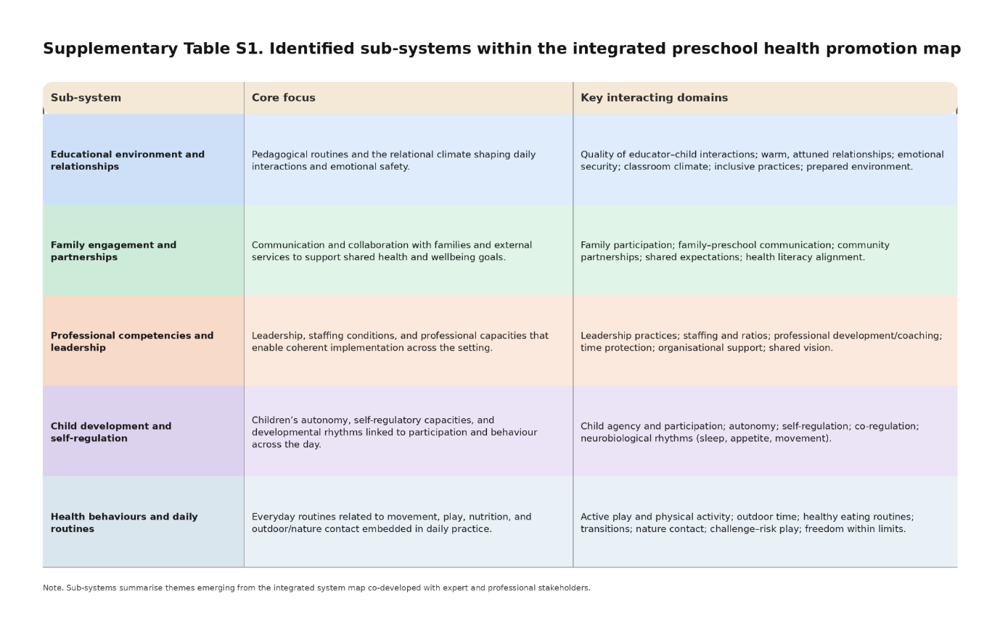 Supplementary Table S1. Identified sub-systems within the integrated preschool health promotion map
Sub-system
Core focus
Key interacting domains
Educational environment and
relationships
Pedagogical routines and the relational climate shaping daily
interactions and emotional safety.
Quality of educator–child interactions; warm, attuned relationships; emotional
security; classroom climate; inclusive practices; prepared environment.
Family engagement and
partnerships
Communication and collaboration with families and external
services to support shared health and wellbeing goals.
Family participation; family–preschool communication; community
partnerships; shared expectations; health literacy alignment.
Professional competencies and
leadership
Leadership, staffing conditions, and professional capacities that
enable coherent implementation across the setting.
Leadership practices; staffing and ratios; professional development/coaching;
time protection; organisational support; shared vision.
Child development and
self-regulation
Children’s autonomy, self-regulatory capacities, and
developmental rhythms linked to participation and behaviour
across the day.
Child agency and participation; autonomy; self-regulation; co-regulation;
neurobiological rhythms (sleep, appetite, movement).
Health behaviours and daily
routines
Everyday routines related to movement, play, nutrition, and
outdoor/nature contact embedded in daily practice.
Active play and physical activity; outdoor time; healthy eating routines;
transitions; nature contact; challenge–risk play; freedom within limits.
Note. Sub-systems summarise themes emerging from the integrated system map co-developed with expert and professional stakeholders.